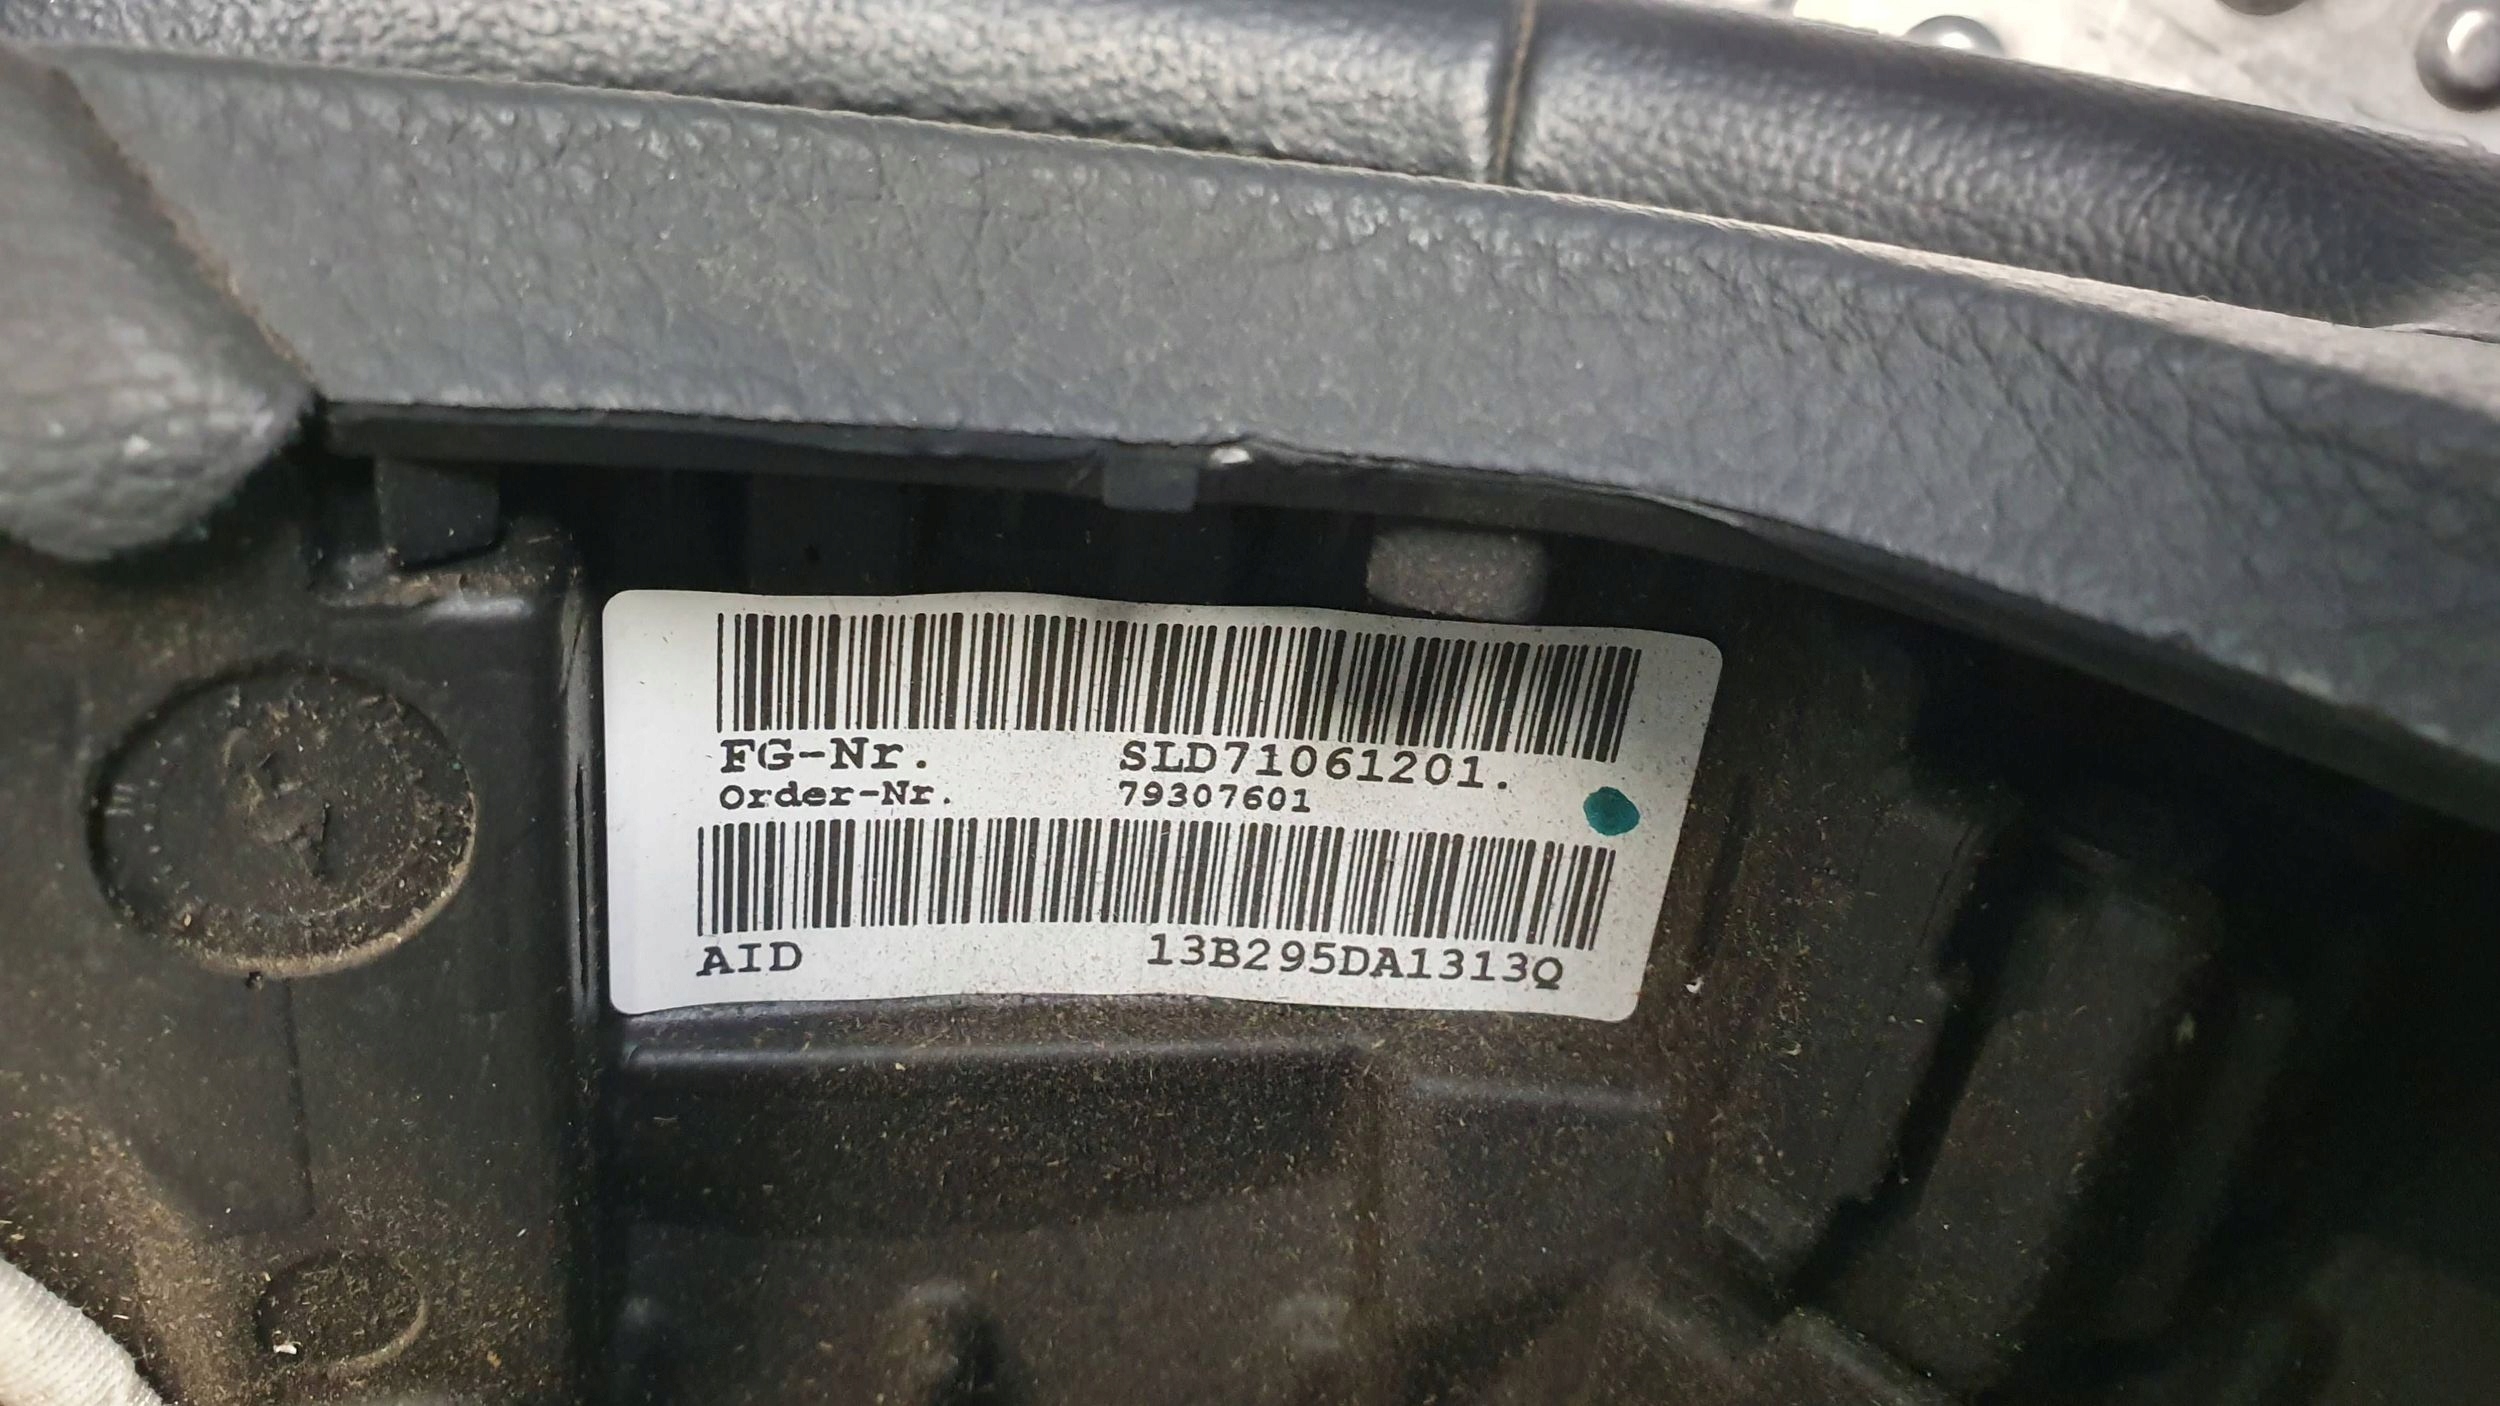 FG-Nr. SLD71061201.
Order-Nr. 79307601
AID 13B295DA1313Q